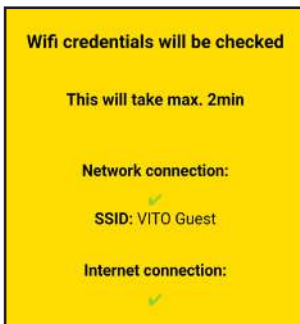 Wifi credentials will be checked
This will take max. 2min
Network connection:
✔
SSID: VITO Guest
Internet connection:
✔